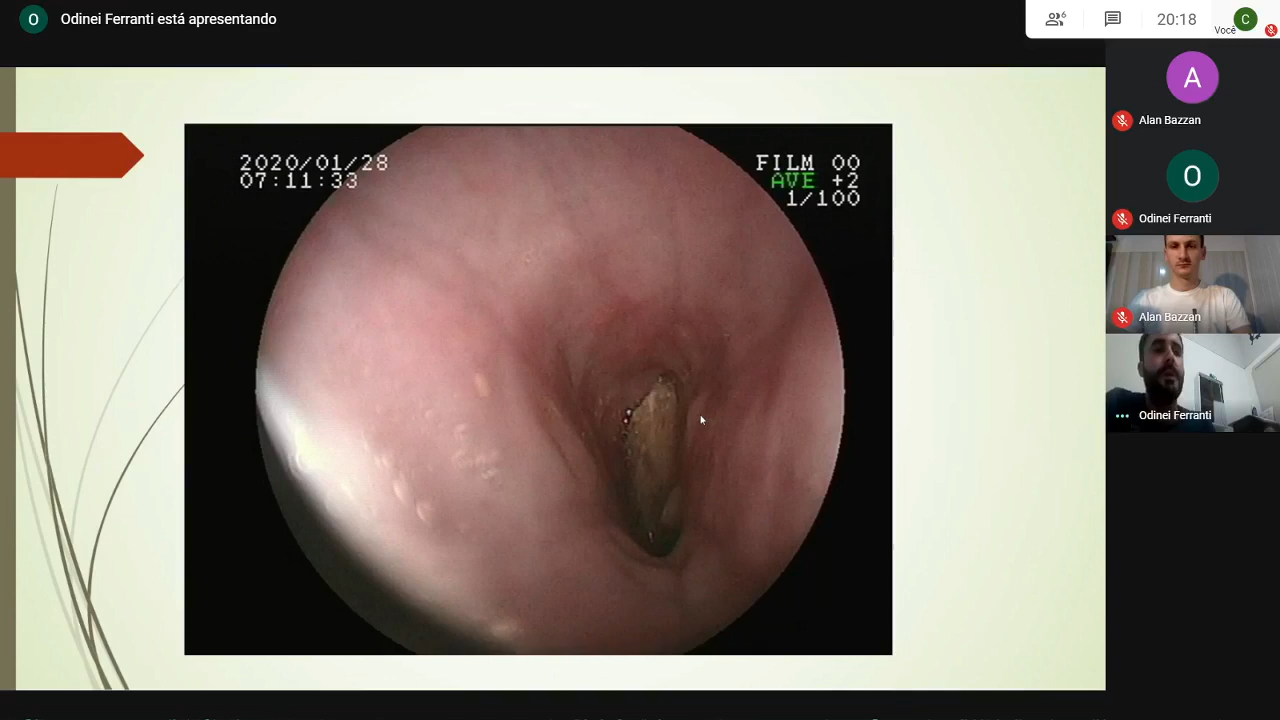 O
Odinei Ferranti está apresentando
6
20:18
Você
C
2020/01/28
07:11:33
FILM 00
AVE +2
1/100
A
Alan Bazzan
O
Odinei Ferranti
Alan Bazzan
Odinei Ferranti